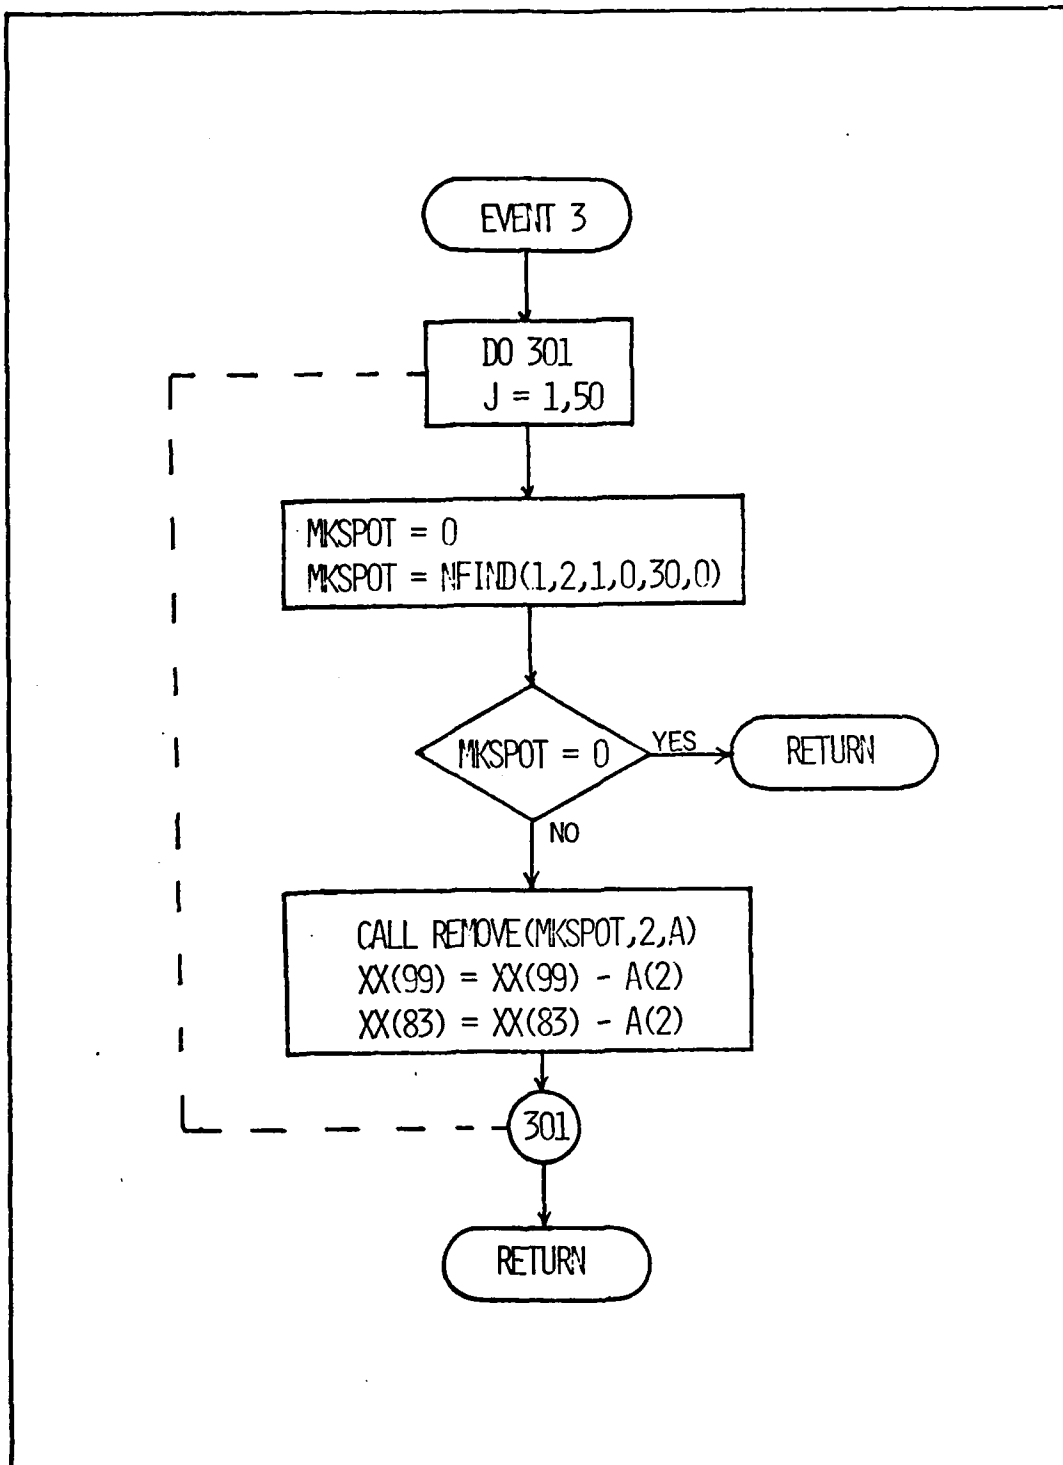 EVENT 3
DO 301
J = 1,50
MKSPOT = 0
MKSPOT = NFIND(1,2,1,0,30,0)
MKSPOT = 0
YES
RETURN
NO
CALL REMOVE(MKSPOT,2,A)
XX(99) = XX(99) - A(2)
XX(83) = XX(83) - A(2)
301
RETURN